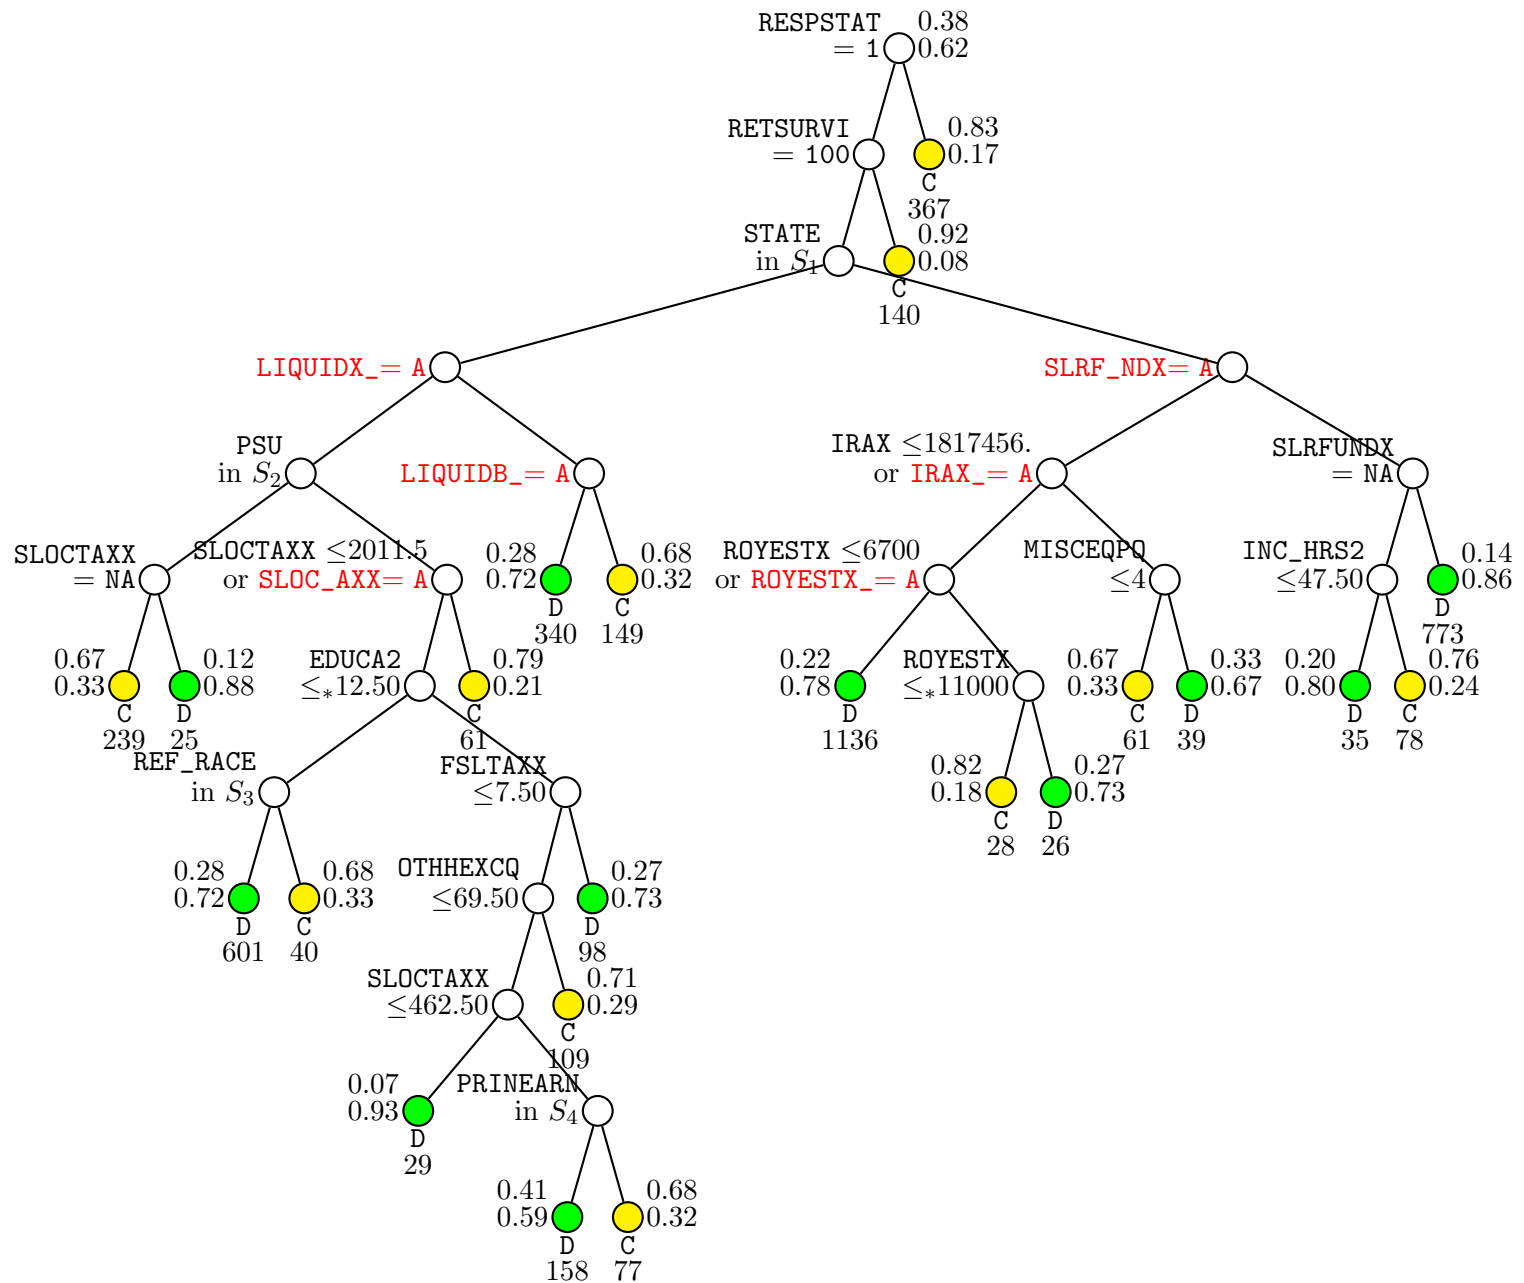 RESPSTAT 0.38
= 1 0.62
RETSURVI 0.83
= 100 0.17
C
367
STATE 0.92
in S₁ 0.08
C
140
LIQUIDX_= A SLRF_NDX= A
PSU IRAX ≤1817456. SLRFUNDX
in S₂ LIQUIDB_= A or IRAX_= A = NA
SLOCTAXX SLOCTAXX ≤2011.5 0.28 0.68 ROYESTX ≤6700 MISCEQPQ INC_HRS2 0.14
= NA or SLOC_AXX= A 0.72 0.32 or ROYESTX_= A ≤4 ≤47.50 0.86
D C D
340 149 773
0.67 0.12 EDUCA2 0.79 0.22 ROYESTX 0.67 0.33 0.20 0.76
0.33 0.88 ≤*12.50 0.21 0.78 ≤*11000 0.33 0.67 0.80 0.24
C D C D C D D C
239 25 61 1136 61 39 35 78
REF_RACE FSLTAXX 0.82 0.27
in S₃ ≤7.50 0.18 0.73
C D
28 26
0.28 0.68 OTHHEXCQ 0.27
0.72 0.33 ≤69.50 0.73
D C D
601 40 98
SLOCTAXX 0.71
≤462.50 0.29
C
109
0.07 PRINEARN
0.93 in S₄
D
29
0.41 0.68
0.59 0.32
D C
158 77